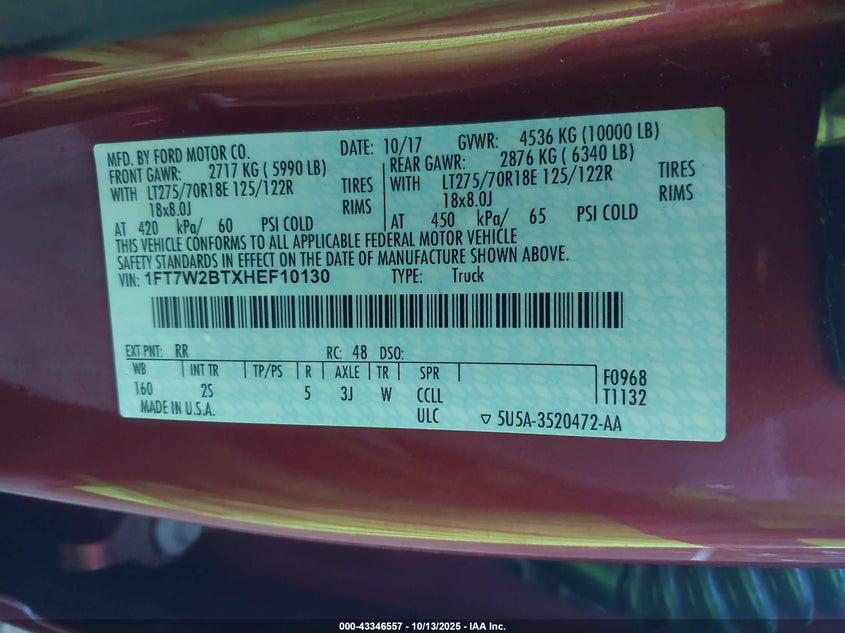 MFD. BY FORD MOTOR CO. DATE: 10/17 GVWR: 4536 KG (10000 LB)
FRONT GAWR: 2717 KG ( 5990 LB) REAR GAWR: 2876 KG ( 6340 LB)
WITH LT275/70R18E 125/122R TIRES WITH LT275/70R18E 125/122R TIRES
18x8.0J RIMS 18x8.0J RIMS
AT 420 kPa/ 60 PSI COLD AT 450 kPa/ 65 PSI COLD
THIS VEHICLE CONFORMS TO ALL APPLICABLE FEDERAL MOTOR VEHICLE
SAFETY STANDARDS IN EFFECT ON THE DATE OF MANUFACTURE SHOWN ABOVE.
VIN: 1FT7W2BTXHEF10130 TYPE: Truck
EXT PNT: RR RC: 48 DSO:
WB INT TR TP/PS R AXLE TR SPR F0968
160 2S 5 3J W CCLL T1132
MADE IN U.S.A. ULC ▽ 5U5A-3520472-AA
000-43346557 - 10/13/2025 - IAA Inc.